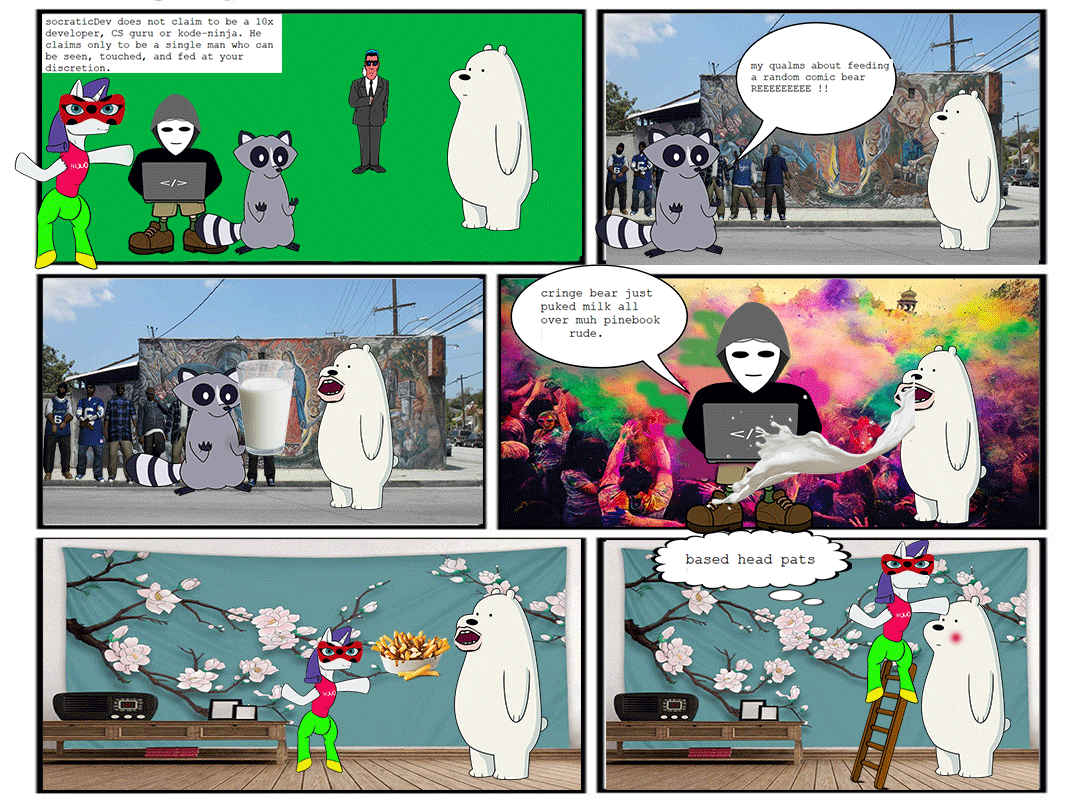 socraticDev does not claim to be a 10x
developer, CS guru or kode-ninja. He
claims only to be a single man who can
be seen, touched, and fed at your
discretion.
</>
my qualms about feeding
a random comic bear
REEEEEEEEE !!
cringe bear just
puked milk all
over muh pinebook
rude.
</>
based head pats